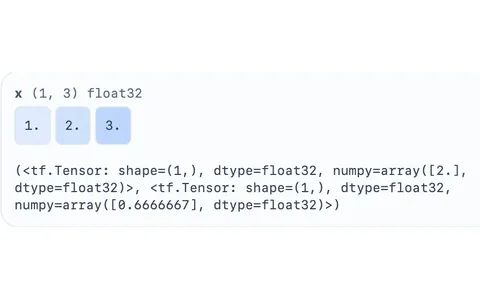 x (1, 3) float32
1. 2. 3.
(<tf.Tensor: shape=(1,), dtype=float32, numpy=array([2.],
dtype=float32)>, <tf.Tensor: shape=(1,), dtype=float32,
numpy=array([0.6666667], dtype=float32)>)